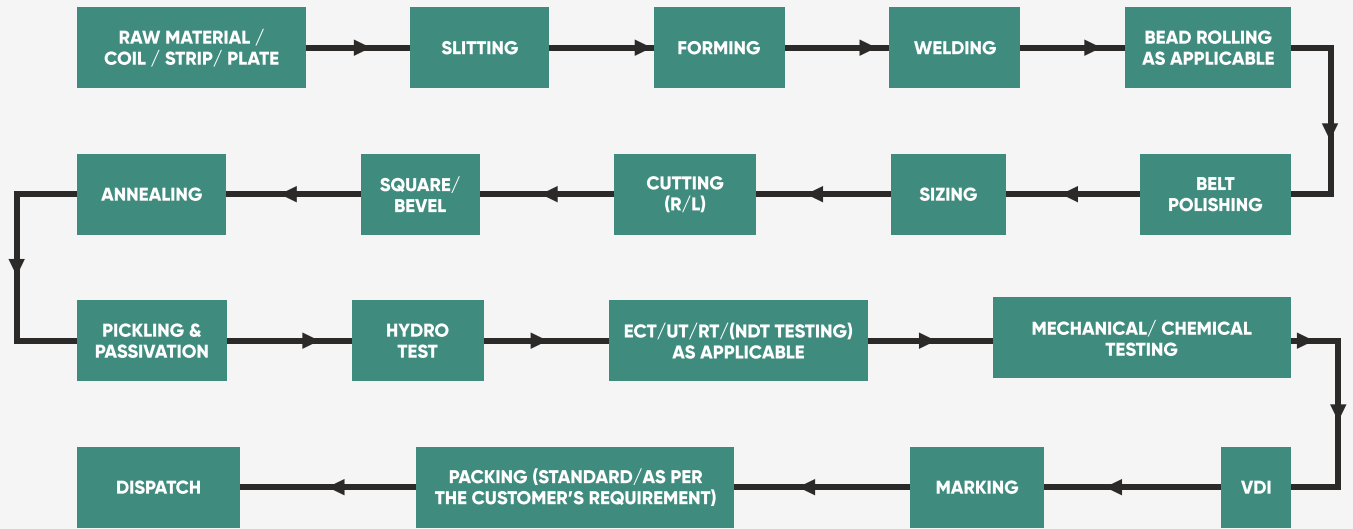 RAW MATERIAL /
COIL / STRIP/ PLATE
SLITTING
FORMING
WELDING
BEAD ROLLING
AS APPLICABLE
BELT
POLISHING
SIZING
CUTTING
(R/L)
SQUARE/
BEVEL
ANNEALING
PICKLING &
PASSIVATION
HYDRO
TEST
ECT/UT/RT/(NDT TESTING)
AS APPLICABLE
MECHANICAL/ CHEMICAL
TESTING
VDI
MARKING
PACKING (STANDARD/AS PER
THE CUSTOMER’S REQUIREMENT)
DISPATCH